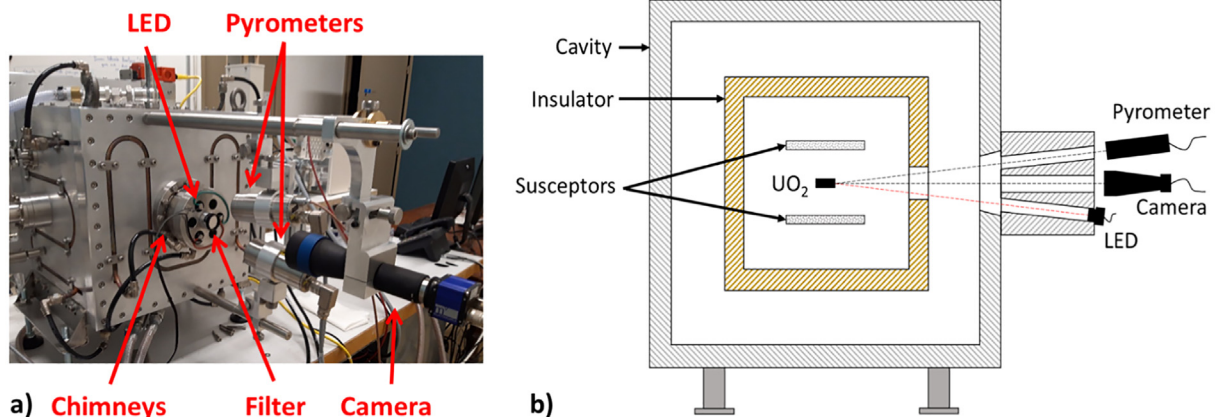 LED
Pyrometers
Chimneys
Filter
Camera
a)
Cavity
Insulator
Susceptors
UO₂
Pyrometer
Camera
LED
b)